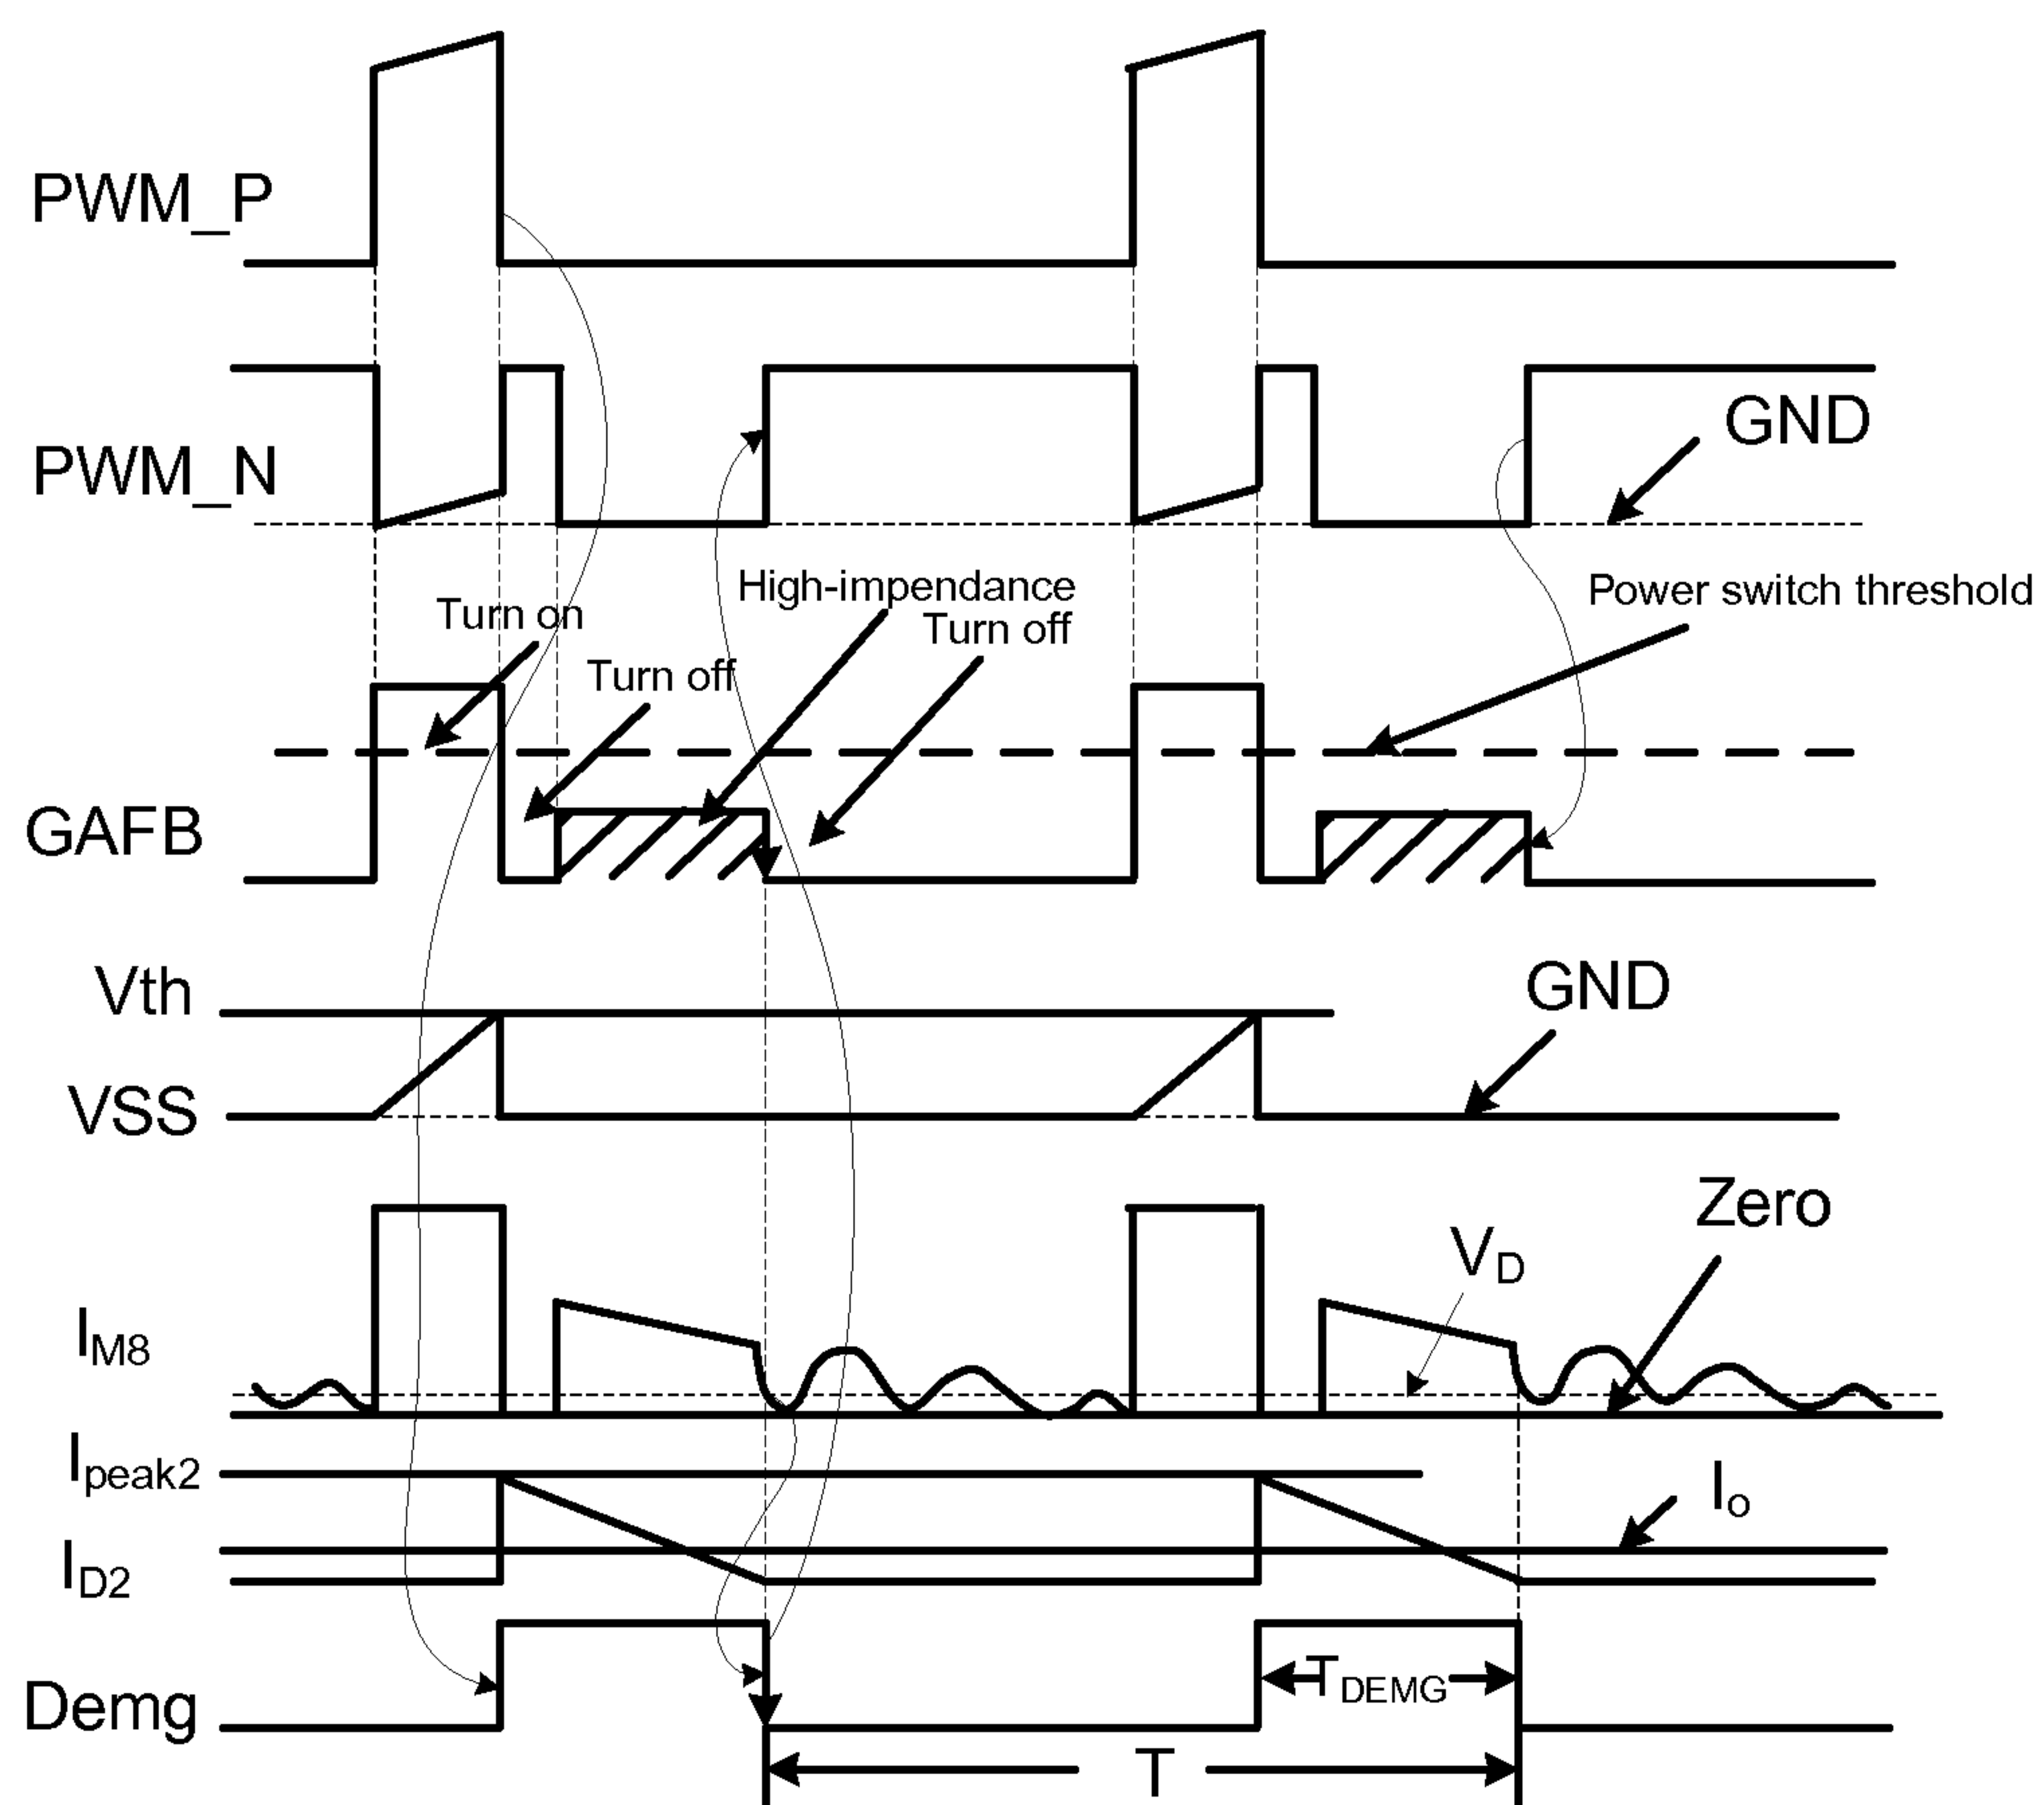 PWM_P
PWM_N
GND
High-impendance
Power switch threshold
Turn on
Turn off
Turn off
GAFB
Vth
GND
VSS
Zero
VD
IM8
Ipeak2
Io
ID2
TDEMG
Demg
T